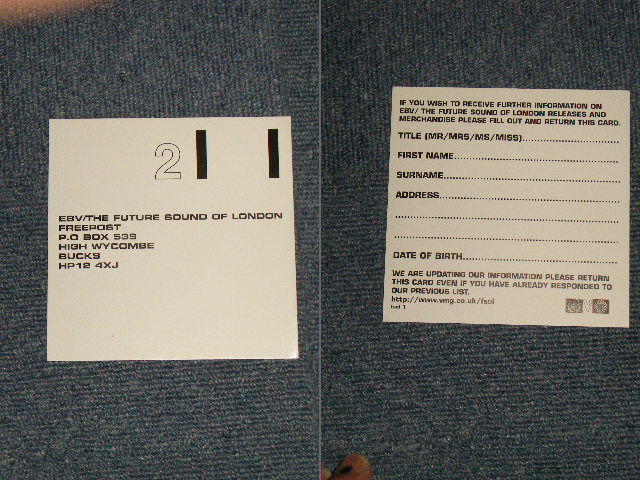 2
EBV/THE FUTURE SOUND OF LONDON
FREEPOST
P.O BOX 539
HIGH WYCOMBE
BUCKS
HP12 4XJ
IF YOU WISH TO RECEIVE FURTHER INFORMATION ON
EBV/ THE FUTURE SOUND OF LONDON RELEASES AND
MERCHANDISE PLEASE FILL OUT AND RETURN THIS CARD.
TITLE (MR/MRS/MS/MISS)..............................
FIRST NAME..................................................
SURNAME.....................................................
ADDRESS......................................................
....................................................................
....................................................................
DATE OF BIRTH..............................................
WE ARE UPDATING OUR INFORMATION PLEASE RETURN
THIS CARD EVEN IF YOU HAVE ALREADY RESPONDED TO
OUR PREVIOUS LIST.
http://www.vmg.co.uk/fsol
fsol 1